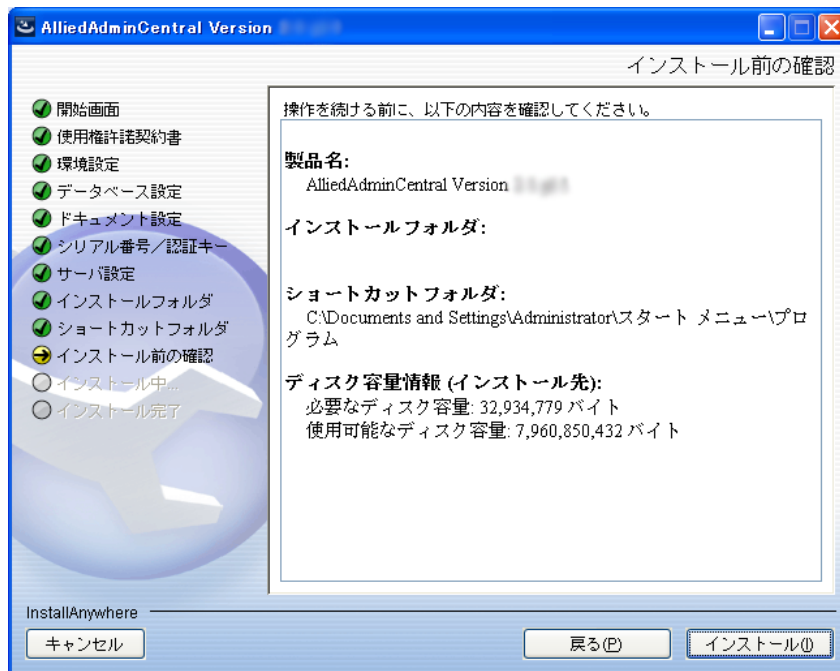 AlliedAdminCentral Version
インストール前の確認
開始画面
使用権許諾契約書
環境設定
データベース設定
ドキュメント設定
シリアル番号／認証キー
サーバ設定
インストールフォルダ
ショートカットフォルダ
インストール前の確認
インストール中...
インストール完了
操作を続ける前に、以下の内容を確認してください。
製品名:
AlliedAdminCentral Version
インストールフォルダ:
ショートカットフォルダ:
C:\Documents and Settings\Administrator\スタート メニュー\プロ
グラム
ディスク容量情報 (インストール先):
必要なディスク容量: 32,934,779 バイト
使用可能なディスク容量: 7,960,850,432 バイト
InstallAnywhere
キャンセル
戻る(P)
インストール(I)